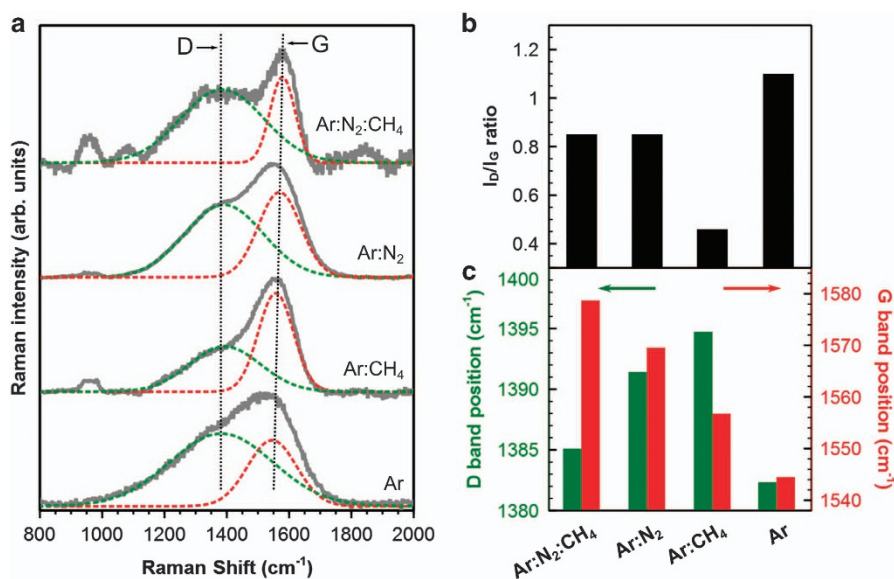 a
D
G
Ar:N₂:CH₄
Ar:N₂
Ar:CH₄
Ar
Raman intensity (arb. units)
800 1000 1200 1400 1600 1800 2000
Raman Shift (cm⁻¹)
b
1.2
1
0.8
0.6
0.4
I_D/I_G ratio
c
1400
1395
1390
1385
1380
D band position (cm⁻¹)
1580
1570
1560
1550
1540
G band position (cm⁻¹)
Ar:N₂:CH₄ Ar:N₂ Ar:CH₄ Ar